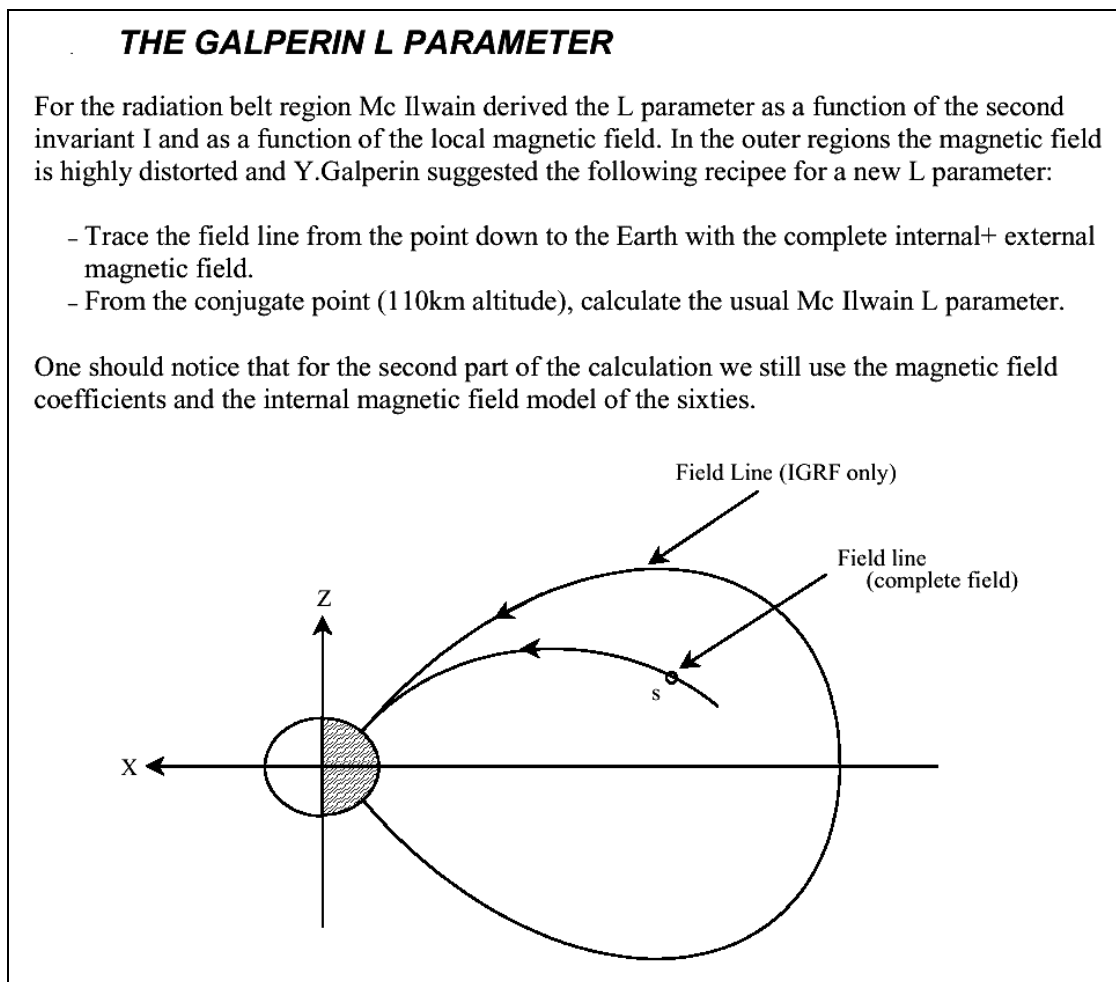 THE GALPERIN L PARAMETER
For the radiation belt region Mc Ilwain derived the L parameter as a function of the second
invariant I and as a function of the local magnetic field. In the outer regions the magnetic field
is highly distorted and Y.Galperin suggested the following recipee for a new L parameter:
– Trace the field line from the point down to the Earth with the complete internal+ external
magnetic field.
– From the conjugate point (110km altitude), calculate the usual Mc Ilwain L parameter.
One should notice that for the second part of the calculation we still use the magnetic field
coefficients and the internal magnetic field model of the sixties.
Field Line (IGRF only)
Field line
(complete field)
Z
s
X